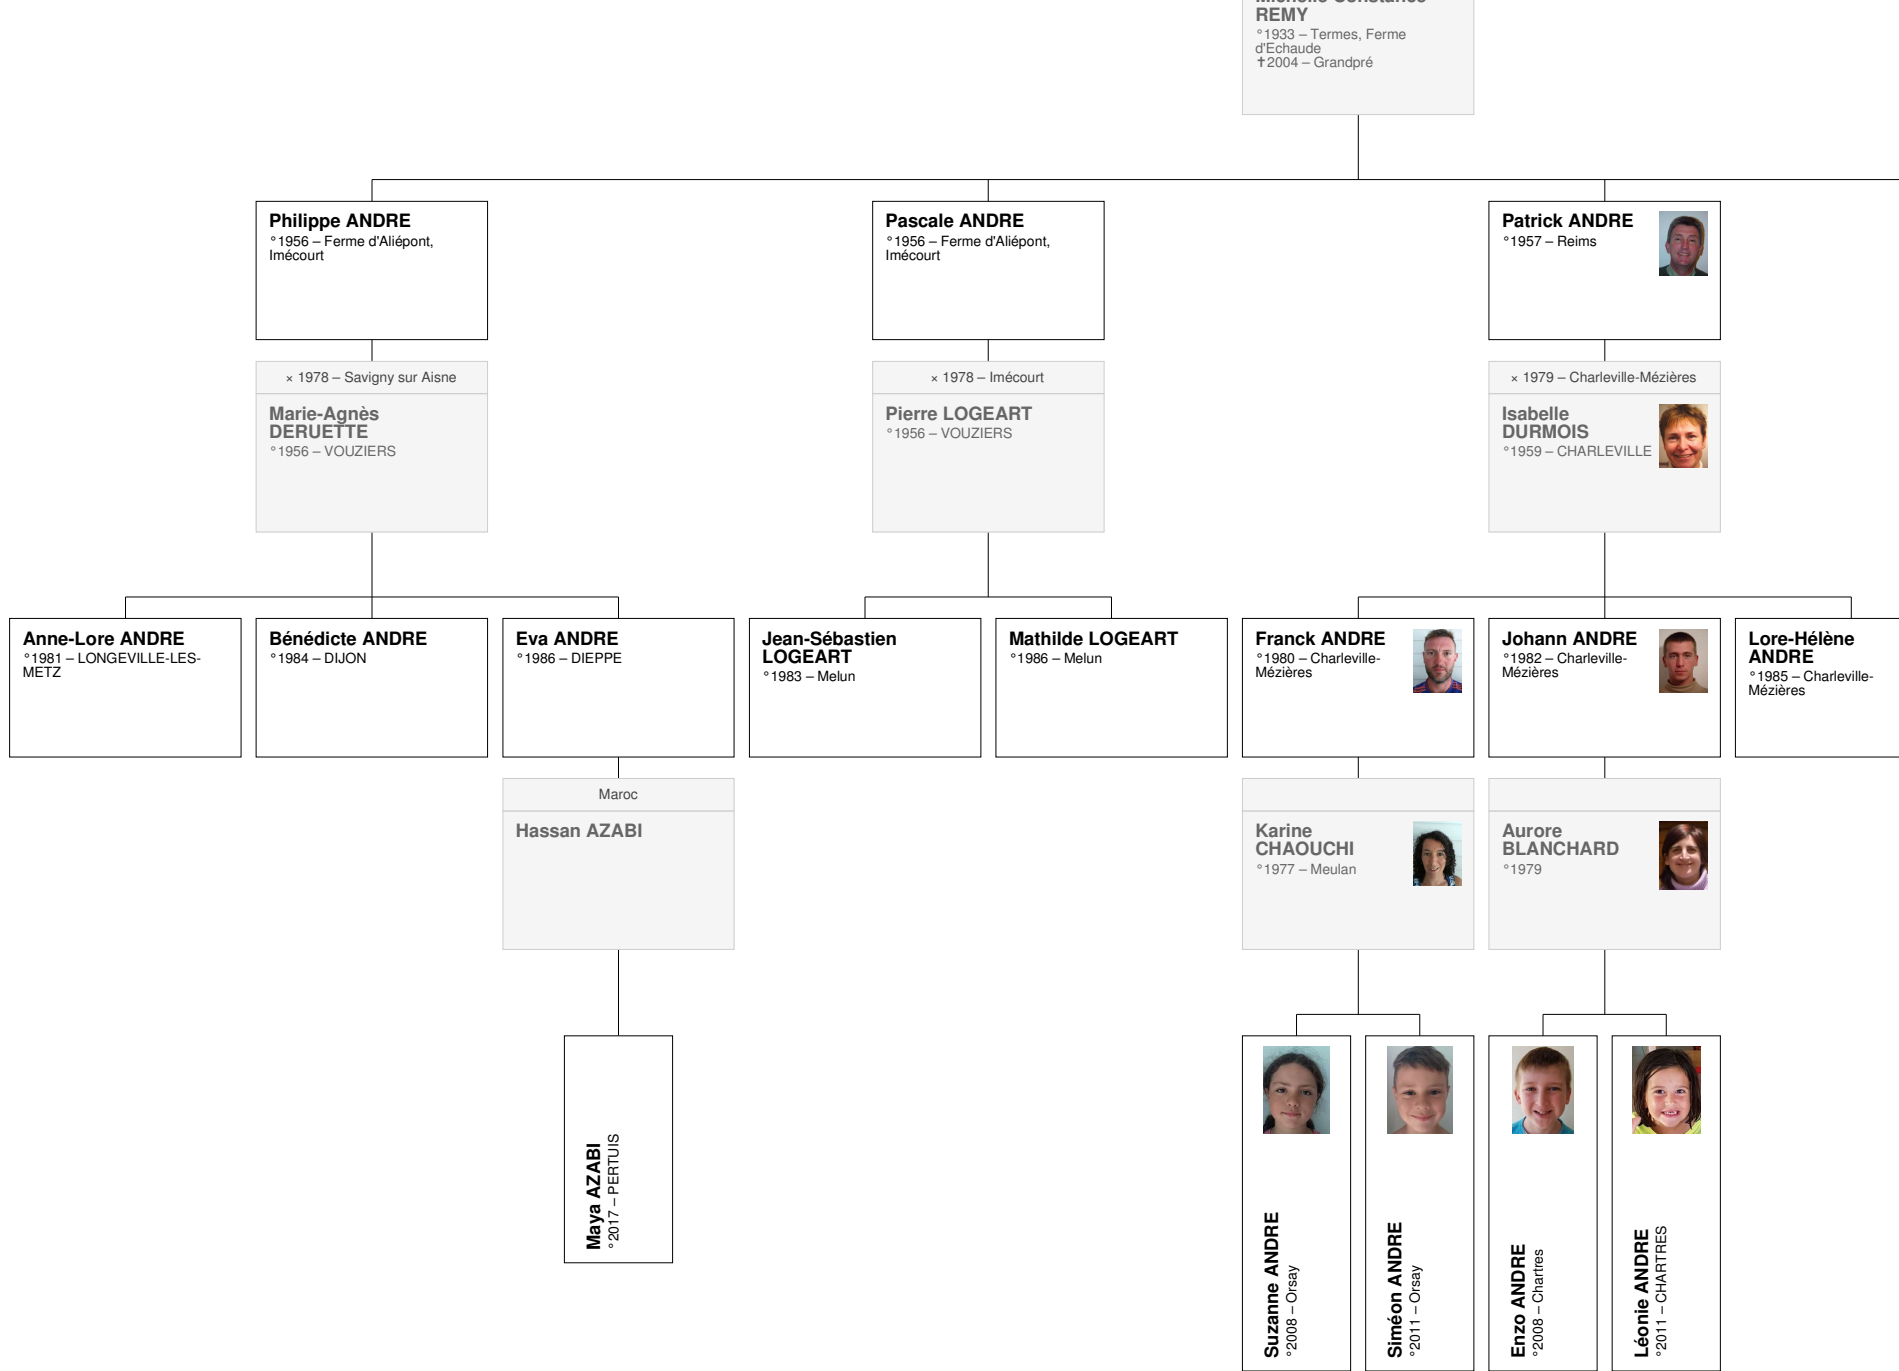 REMY
°1933 – Termes, Ferme
d'Echaude
✝2004 – Grandpré
Philippe ANDRE
°1956 – Ferme d'Aliépont,
Imécourt
Pascale ANDRE
°1956 – Ferme d'Aliépont,
Imécourt
Patrick ANDRE
°1957 – Reims
× 1978 – Savigny sur Aisne
Marie-Agnès
DERUETTE
°1956 – VOUZIERS
× 1978 – Imécourt
Pierre LOGEART
°1956 – VOUZIERS
× 1979 – Charleville-Mézières
Isabelle
DURMOIS
°1959 – CHARLEVILLE
Anne-Lore ANDRE
°1981 – LONGEVILLE-LES-
METZ
Bénédicte ANDRE
°1984 – DIJON
Eva ANDRE
°1986 – DIEPPE
Jean-Sébastien
LOGEART
°1983 – Melun
Mathilde LOGEART
°1986 – Melun
Franck ANDRE
°1980 – Charleville-
Mézières
Johann ANDRE
°1982 – Charleville-
Mézières
Lore-Hélène
ANDRE
°1985 – Charleville-
Mézières
Maroc
Hassan AZABI
Karine
CHAOUCHI
°1977 – Meulan
Aurore
BLANCHARD
°1979
Maya AZABI
°2017 – PERTUIS
Suzanne ANDRE
°2008 – Orsay
Siméon ANDRE
°2011 – Orsay
Enzo ANDRE
°2008 – Chartres
Léonie ANDRE
°2011 – CHARTRES